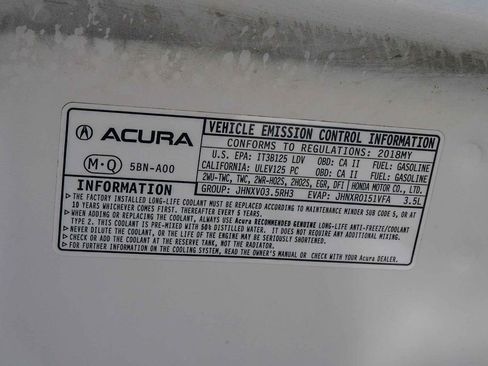 ACURA
M·Q 5BN-A00
VEHICLE EMISSION CONTROL INFORMATION
CONFORMS TO REGULATIONS: 2018MY
U.S. EPA: IT3B125 LDV OBD: CA II FUEL: GASOLINE
CALIFORNIA: ULEV125 PC OBD: CA II FUEL: GASOLINE
2WU-TWC, TWC, 2WR-HO2S, 2HO2S, EGR, DFI HONDA MOTOR CO., LTD.
GROUP: JHNXV03.5RH3 EVAP: JHNXR0151VFA 3.5L
INFORMATION
▶ THE FACTORY INSTALLED LONG-LIFE COOLANT MUST BE REPLACED ACCORDING TO MAINTENANCE MINDER SUB CODE 5, OR AT
10 YEARS WHICHEVER COMES FIRST. THEREAFTER EVERY 5 YEARS.
▶ WHEN ADDING OR REPLACING THE COOLANT, ALWAYS USE Acura RECOMMENDED GENUINE LONG-LIFE ANTI-FREEZE/COOLANT
TYPE 2. THIS COOLANT IS PRE-MIXED WITH 50% DISTILLED WATER. IT DOES NOT REQUIRE ANY ADDITIONAL MIXING.
▶ NEVER DILUTE THE COOLANT, OR THE LIFE OF THE ENGINE MAY BE SERIOUSLY SHORTENED.
▶ CHECK OR ADD THE COOLANT AT THE RESERVE TANK, NOT THE RADIATOR.
▶ FOR FURTHER INFORMATION ON THE COOLING SYSTEM, READ THE OWNER'S MANUAL OR CHECK WITH YOUR Acura DEALER.